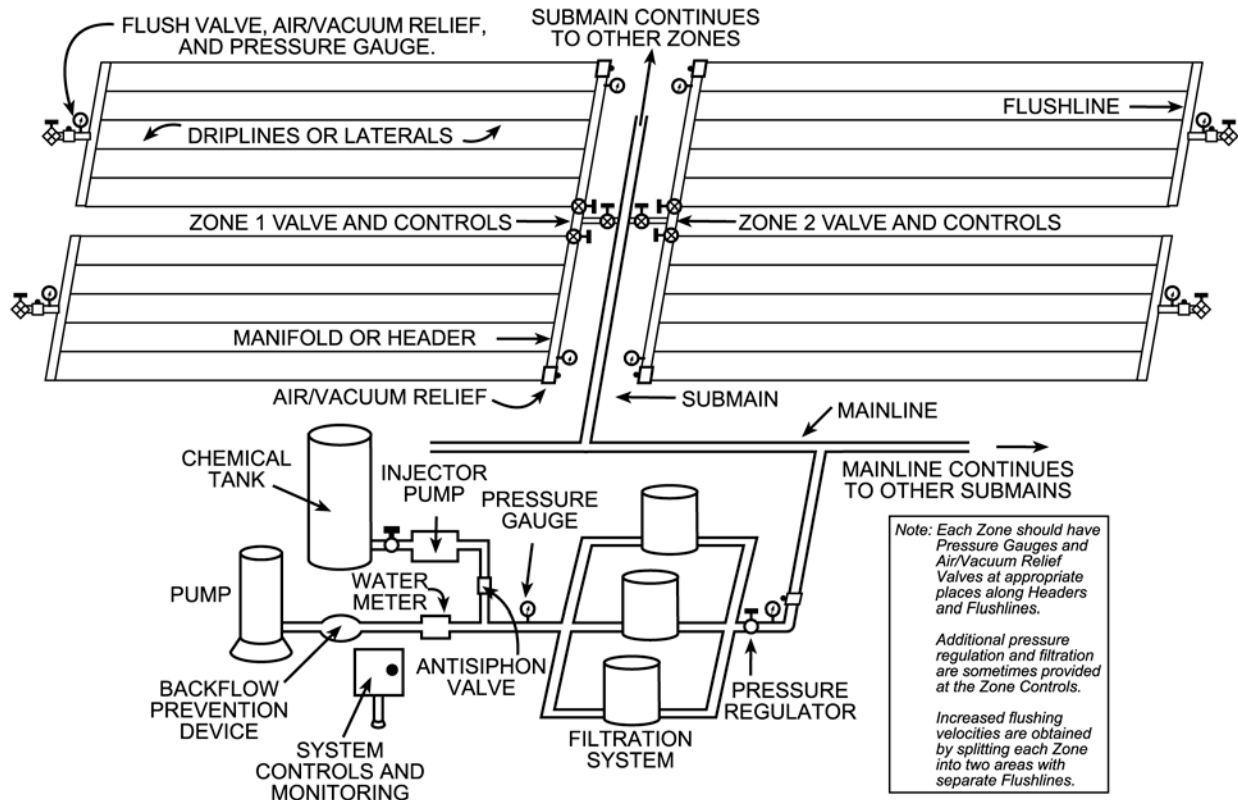 FLUSH VALVE, AIR/VACUUM RELIEF,
AND PRESSURE GAUGE.
SUBMAIN CONTINUES
TO OTHER ZONES
FLUSHLINE
DRIPLINES OR LATERALS
ZONE 1 VALVE AND CONTROLS
ZONE 2 VALVE AND CONTROLS
MANIFOLD OR HEADER
AIR/VACUUM RELIEF
SUBMAIN
MAINLINE
MAINLINE CONTINUES
TO OTHER SUBMAINS
CHEMICAL
TANK
INJECTOR
PUMP
PRESSURE
GAUGE
PUMP
WATER
METER
ANTISIPHON
VALVE
BACKFLOW
PREVENTION
DEVICE
SYSTEM
CONTROLS AND
MONITORING
FILTRATION
SYSTEM
PRESSURE
REGULATOR
Note: Each Zone should have
Pressure Gauges and
Air/Vacuum Relief
Valves at appropriate
places along Headers
and Flushlines.
Additional pressure
regulation and filtration
are sometimes provided
at the Zone Controls.
Increased flushing
velocities are obtained
by splitting each Zone
into two areas with
separate Flushlines.